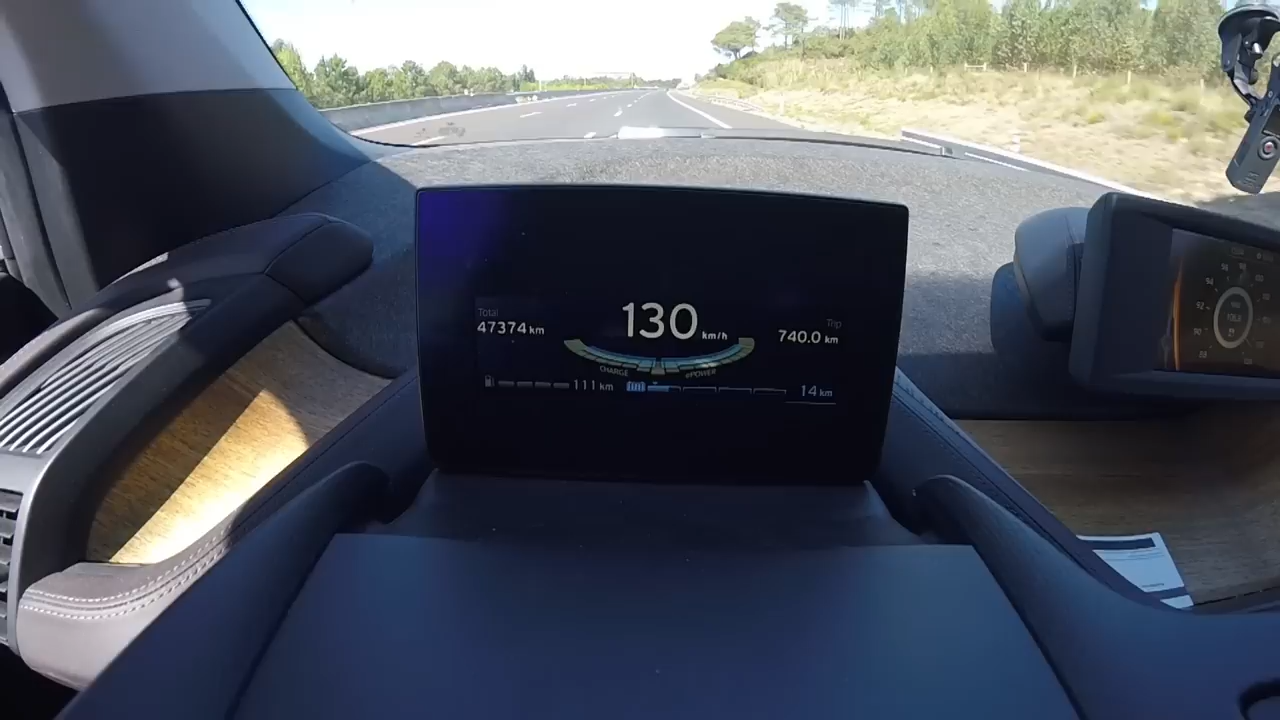 Total
47374 km
130 km/h
Trip
740.0 km
CHARGE
ePOWER
111 km
14 km